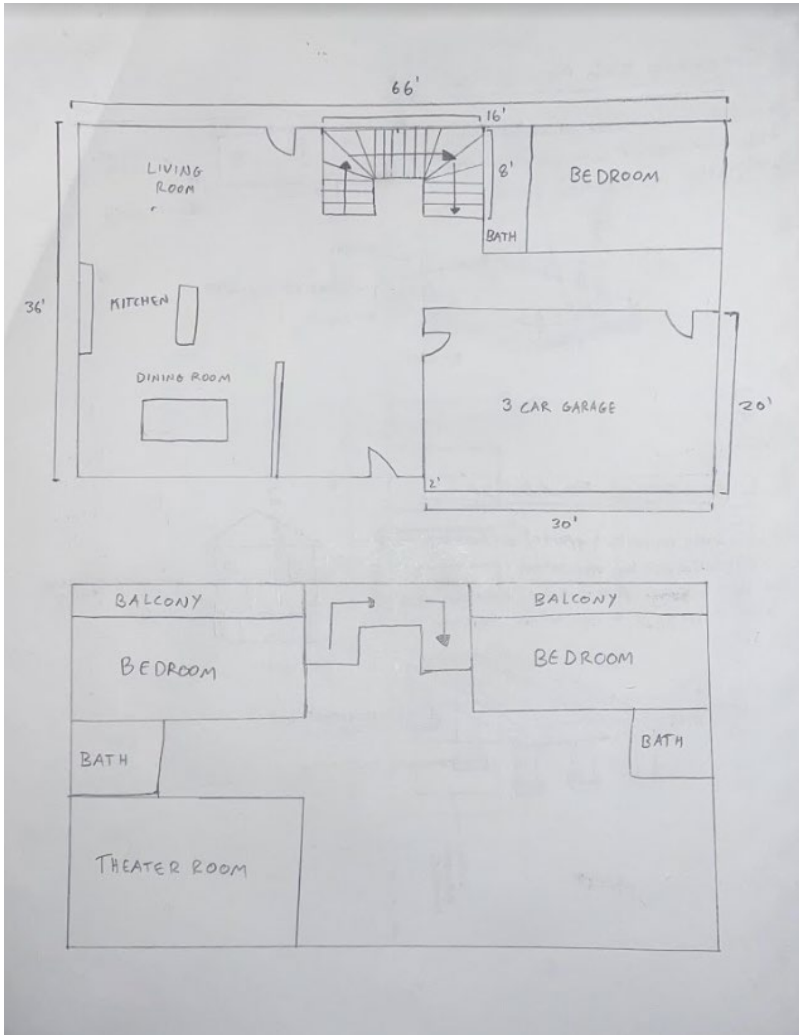 66'
16'
LIVING
ROOM
8'
BEDROOM
BATH
36'
KITCHEN
DINING ROOM
3 CAR GARAGE
20'
2'
30'
BALCONY
BALCONY
BEDROOM
BEDROOM
BATH
BATH
THEATER ROOM